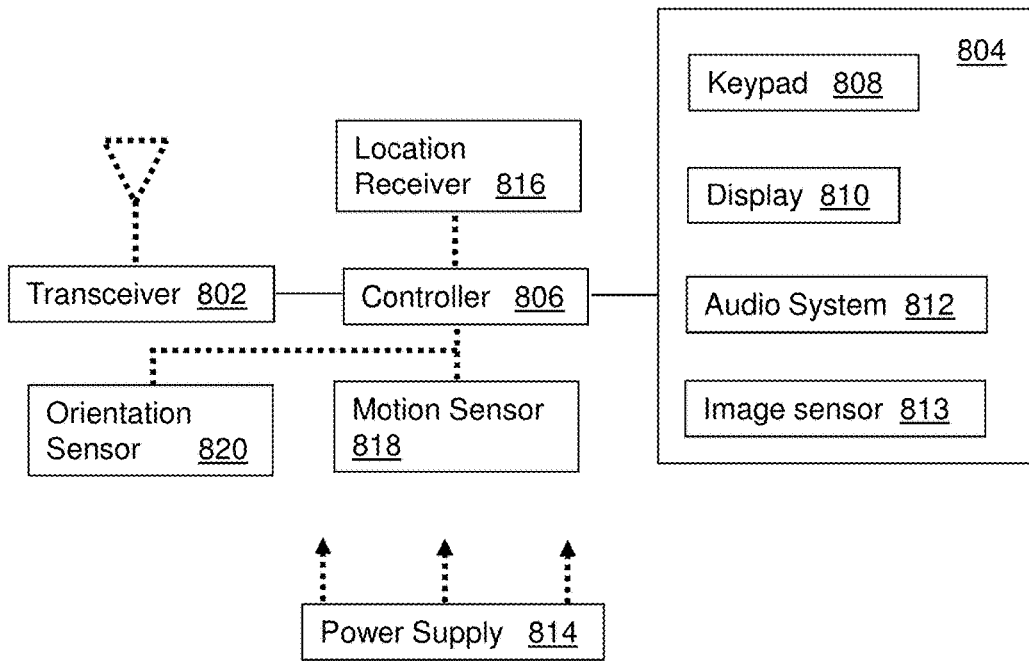 804
Keypad 808
Location
Receiver 816
Display 810
Transceiver 802
Controller 806
Audio System 812
Orientation
Sensor 820
Motion Sensor
818
Image sensor 813
Power Supply 814